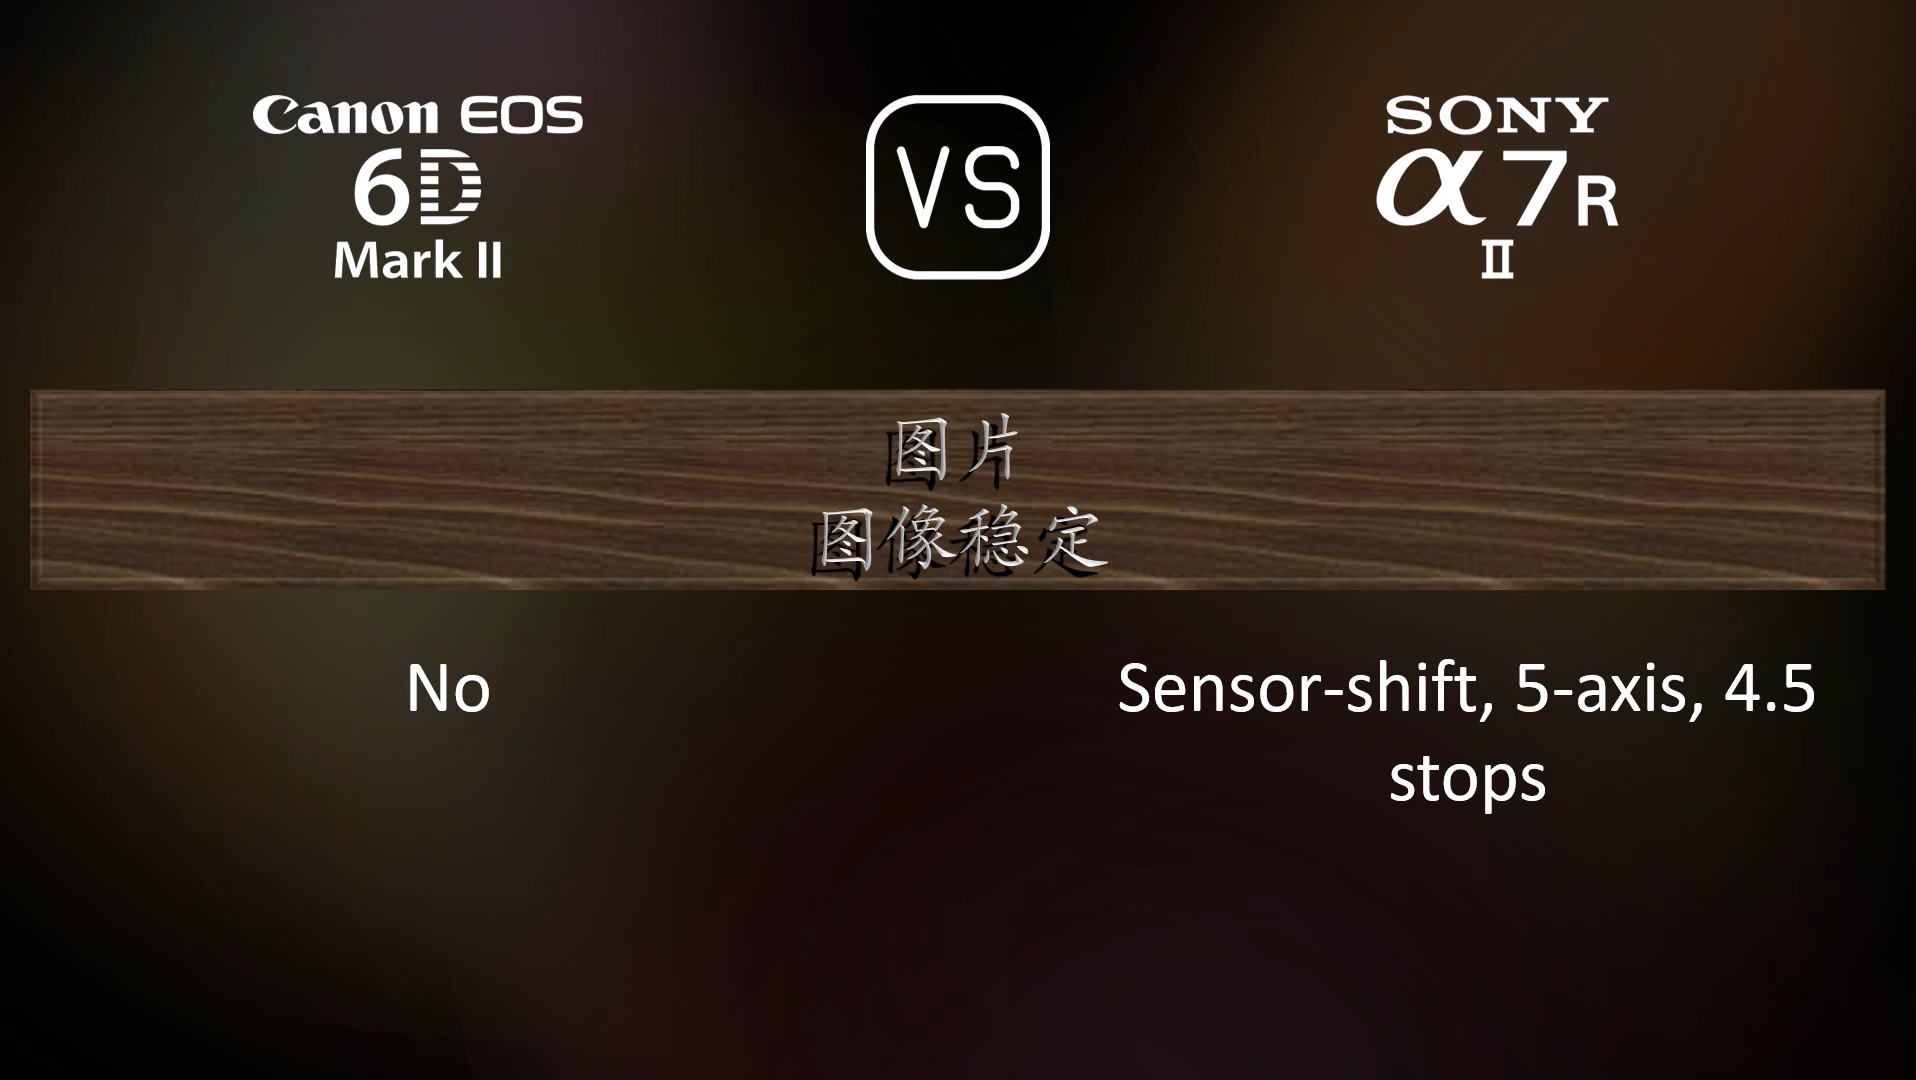 Canon EOS
6D
Mark II
VS
SONY
α7R
II
图片
图像稳定
No
Sensor-shift, 5-axis, 4.5
stops